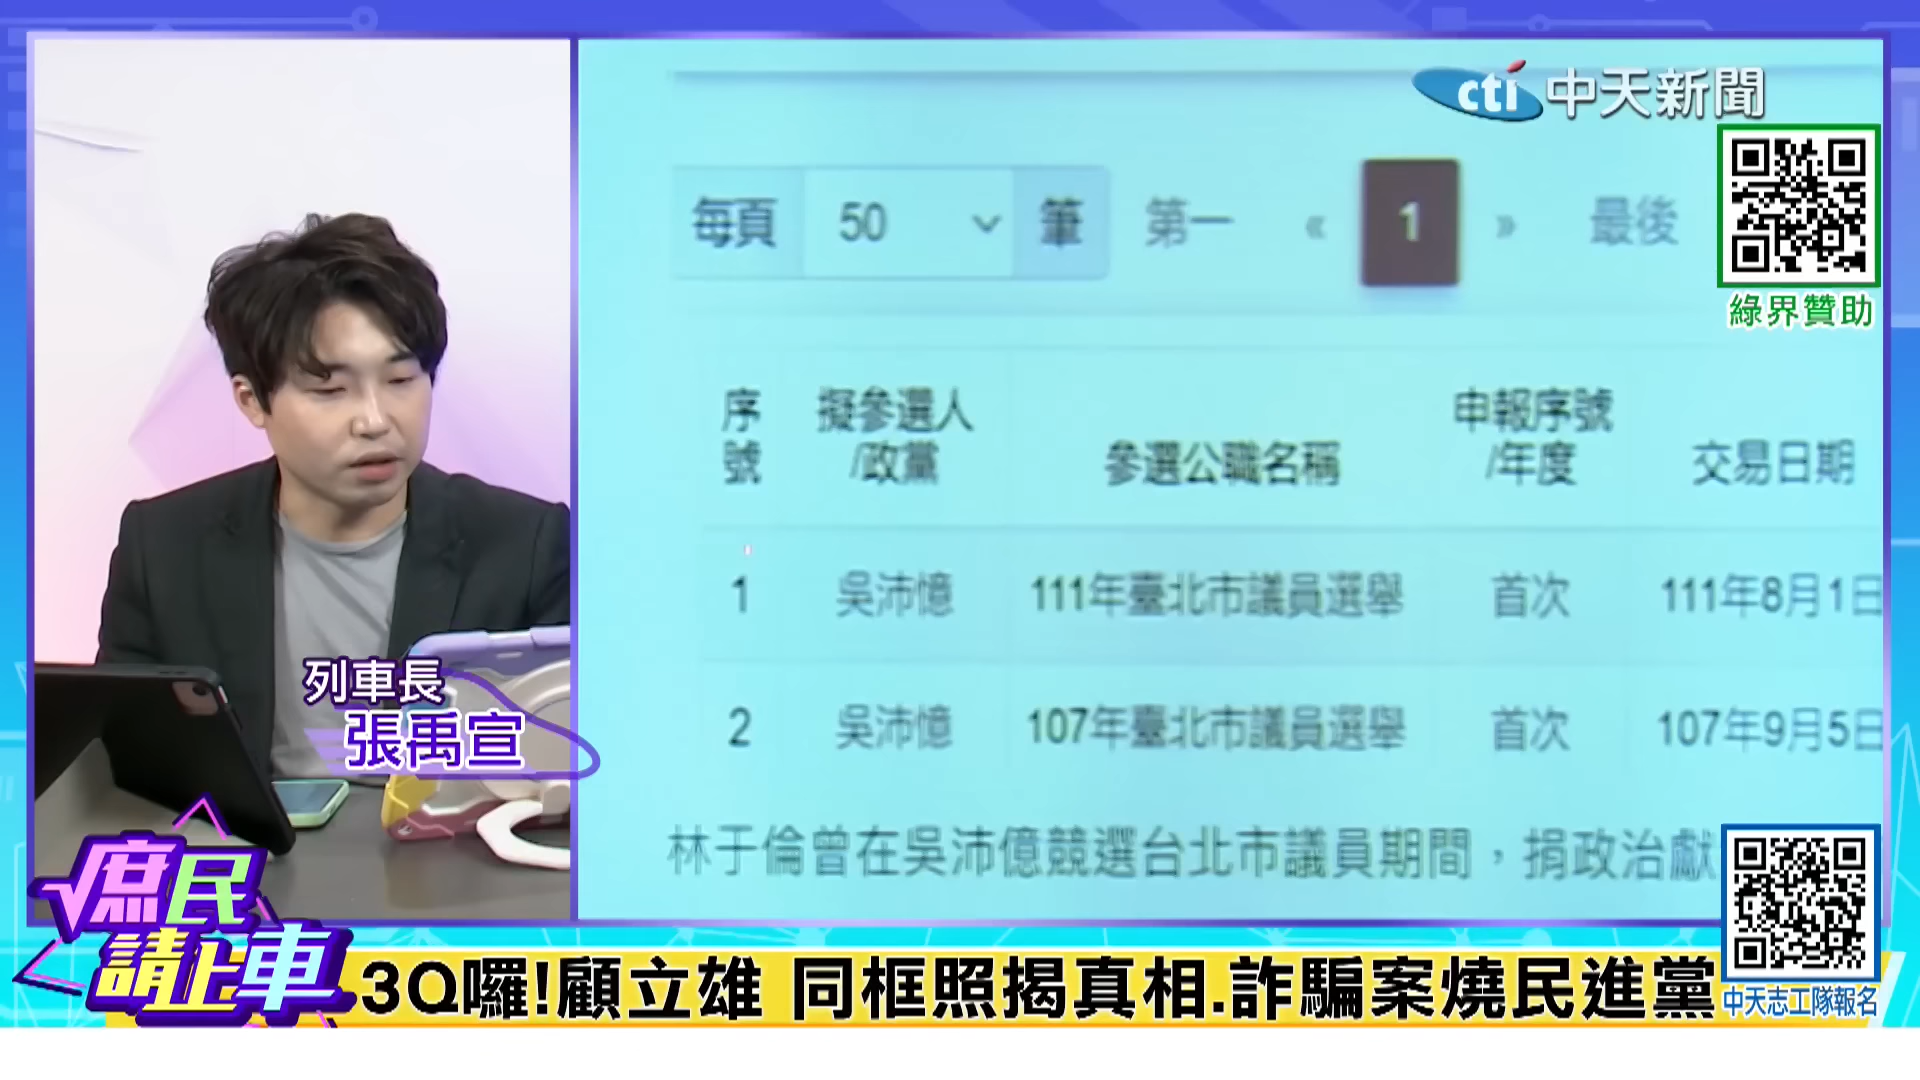 cti 中天新聞
每頁 50 筆 第一 « 1 » 最後
綠界贊助
序號 擬參選人/政黨 參選公職名稱 申報序號/年度 交易日期
1 吳沛憶 111年臺北市議員選舉 首次 111年8月1日
2 吳沛憶 107年臺北市議員選舉 首次 107年9月5日
林于倫曾在吳沛億競選台北市議員期間，捐政治獻
列車長
張禹宣
庶民
請上車
3Q囉!顧立雄 同框照揭真相.詐騙案燒民進黨
中天志工隊報名